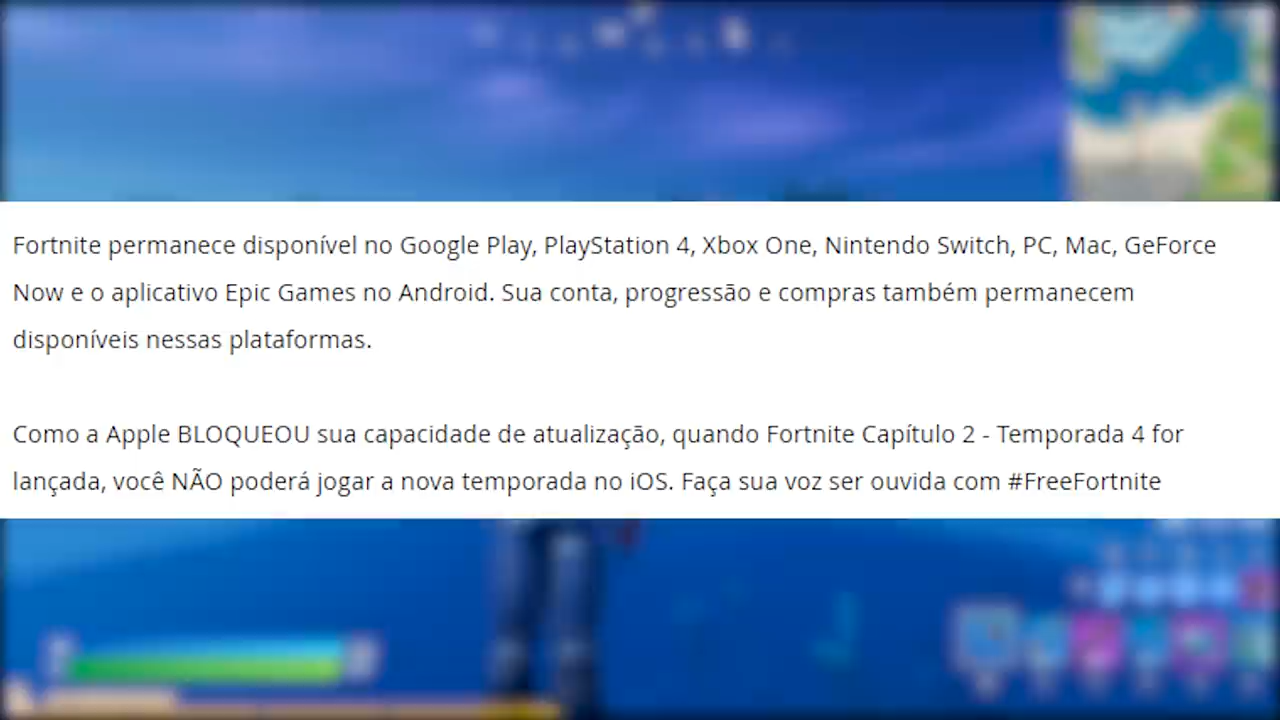 Fortnite permanece disponível no Google Play, PlayStation 4, Xbox One, Nintendo Switch, PC, Mac, GeForce
Now e o aplicativo Epic Games no Android. Sua conta, progressão e compras também permanecem
disponíveis nessas plataformas.
Como a Apple BLOQUEOU sua capacidade de atualização, quando Fortnite Capítulo 2 - Temporada 4 for
lançada, você NÃO poderá jogar a nova temporada no iOS. Faça sua voz ser ouvida com #FreeFortnite